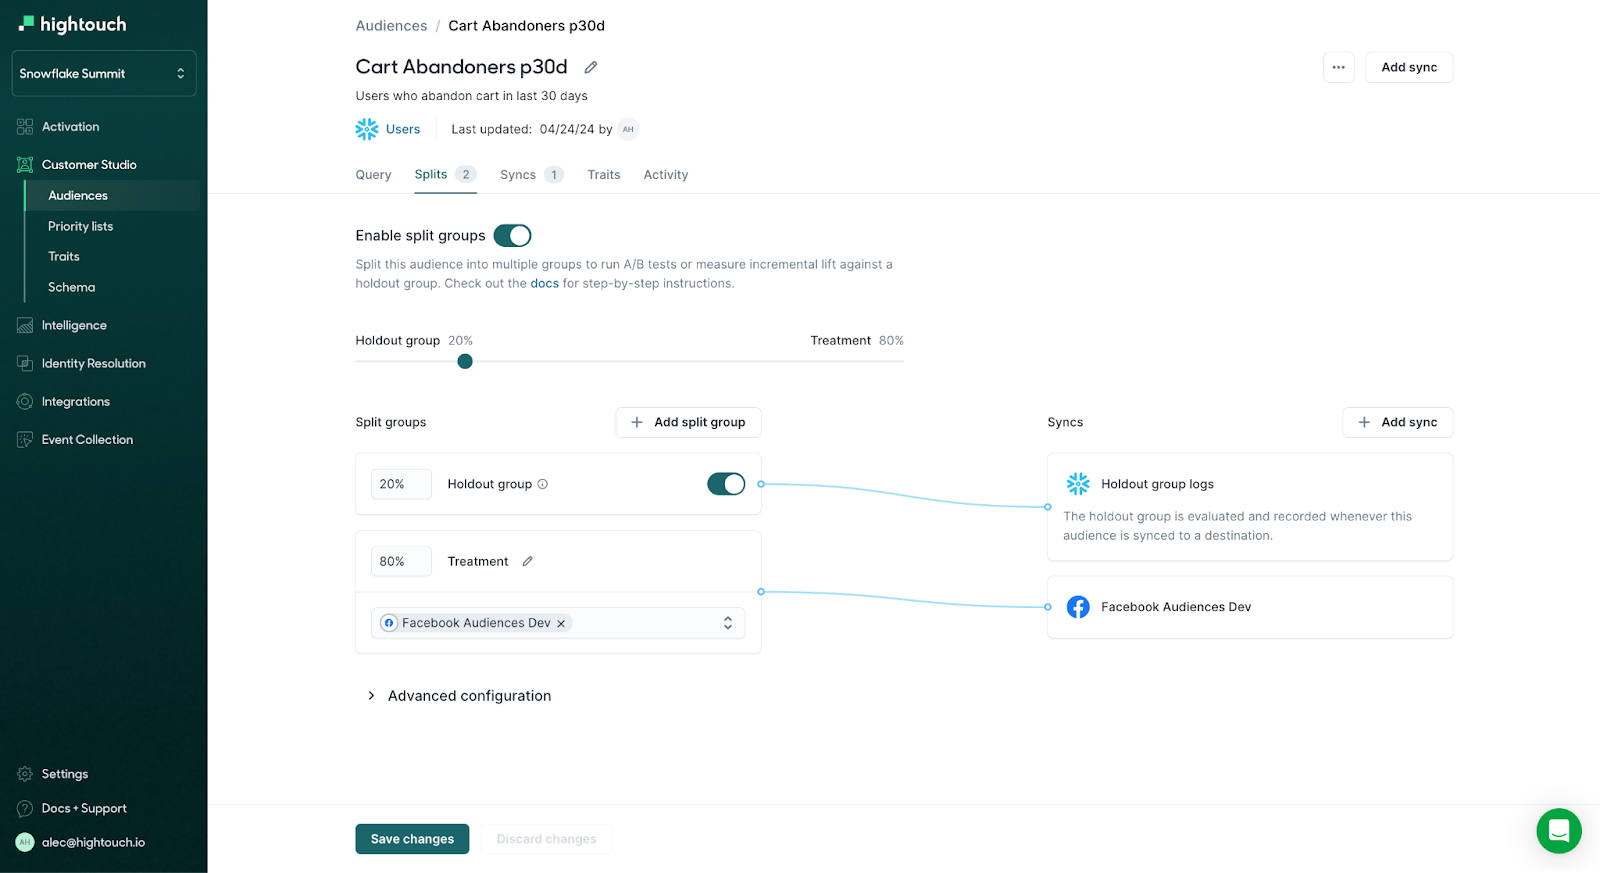 hightouch
Snowflake Summit
Activation
Customer Studio
Audiences
Priority lists
Traits
Schema
Intelligence
Identity Resolution
Integrations
Event Collection
Settings
Docs + Support
AH alec@hightouch.io
Audiences / Cart Abandoners p30d
Cart Abandoners p30d
Add sync
Users who abandon cart in last 30 days
Users Last updated: 04/24/24 by AH
Query Splits 2 Syncs 1 Traits Activity
Enable split groups
Split this audience into multiple groups to run A/B tests or measure incremental lift against a
holdout group. Check out the docs for step-by-step instructions.
Holdout group 20% Treatment 80%
Split groups + Add split group
20% Holdout group
80% Treatment
Facebook Audiences Dev
Syncs + Add sync
Holdout group logs
The holdout group is evaluated and recorded whenever this
audience is synced to a destination.
Facebook Audiences Dev
Advanced configuration
Save changes Discard changes